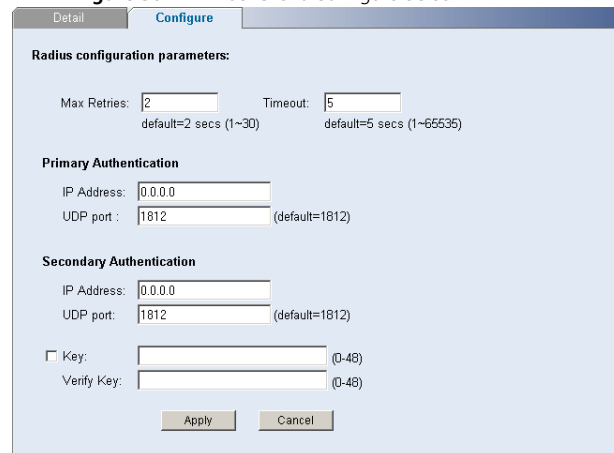 Detail Configure
Radius configuration parameters:
Max Retries: 2 Timeout: 5
default=2 secs (1~30) default=5 secs (1~65535)
Primary Authentication
IP Address: 0.0.0.0
UDP port : 1812 (default=1812)
Secondary Authentication
IP Address: 0.0.0.0
UDP port: 1812 (default=1812)
Key: (0-48)
Verify Key: (0-48)
Apply Cancel